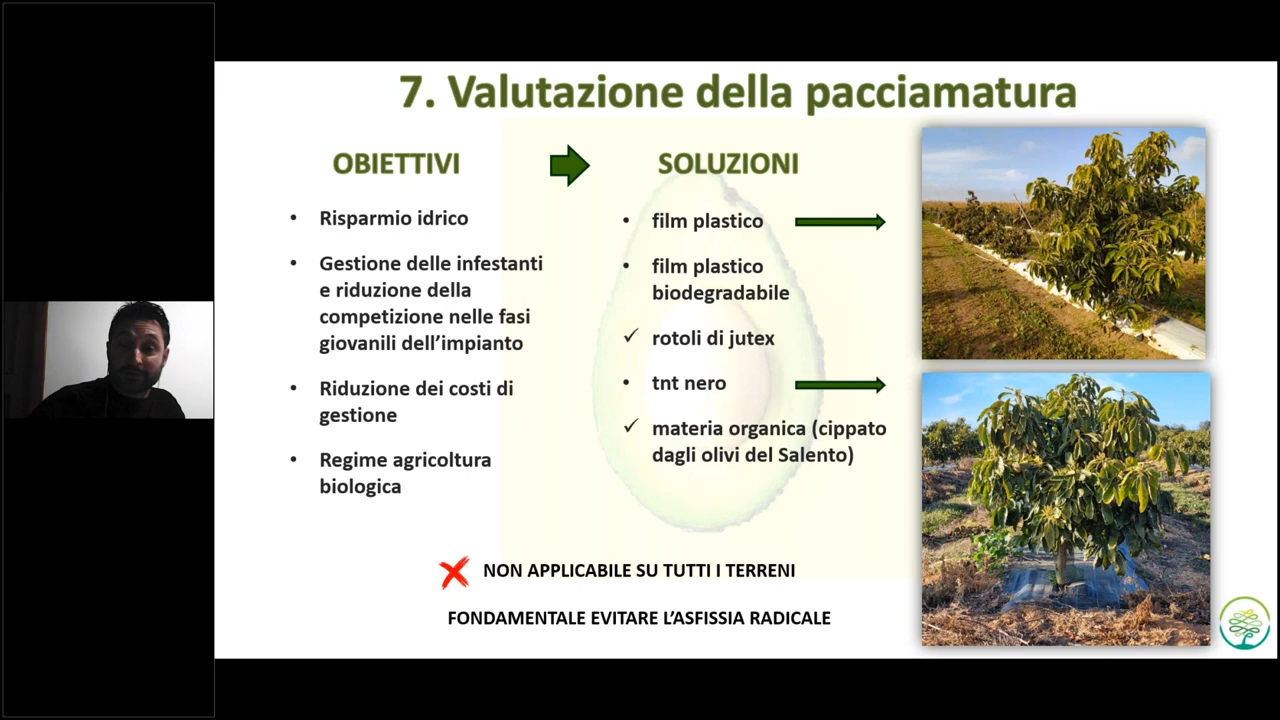 7. Valutazione della pacciamatura
OBIETTIVI
• Risparmio idrico
• Gestione delle infestanti
e riduzione della
competizione nelle fasi
giovanili dell’impianto
• Riduzione dei costi di
gestione
• Regime agricoltura
biologica
SOLUZIONI
• film plastico
• film plastico
biodegradabile
✓ rotoli di jutex
• tnt nero
✓ materia organica (cippato
dagli olivi del Salento)
NON APPLICABILE SU TUTTI I TERRENI
FONDAMENTALE EVITARE L’ASFISSIA RADICALE